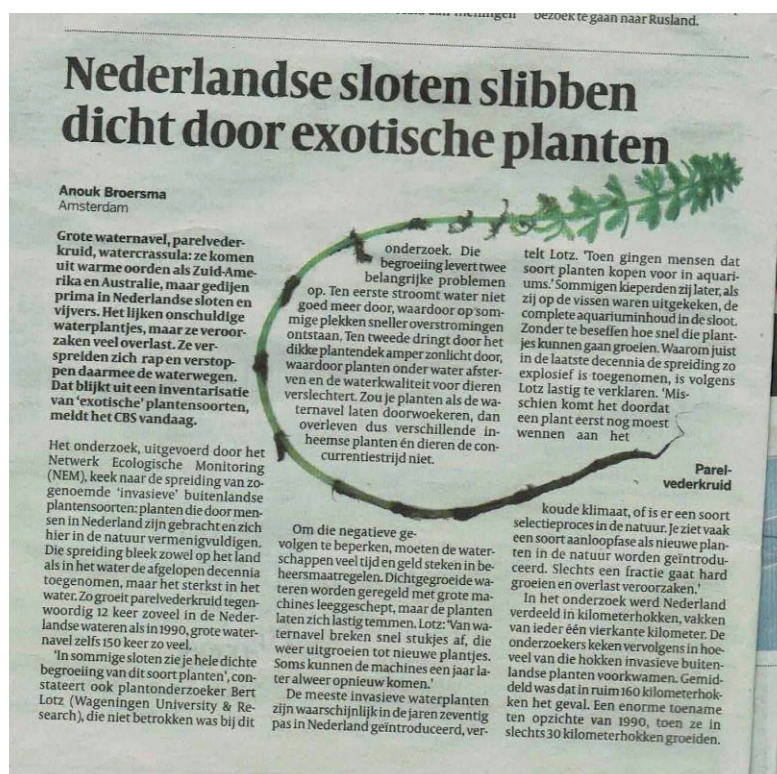 bezoek te gaan naar Rusland.
Nederlandse sloten slibben
dicht door exotische planten
Anouk Broersma
Amsterdam
Grote waternavel, parelveder-
kruid, watercrassula: ze komen
uit warme oorden als Zuid-Ame-
rika en Australië, maar gedijen
prima in Nederlandse sloten en
vijvers. Het lijken onschuldige
waterplantjes, maar ze veroor-
zaken veel overlast. Ze ver-
spreiden zich rap en verstop-
pen daarmee de waterwegen.
Dat blijkt uit een inventarisatie
van ‘exotische’ plantensoorten,
meldt het CBS vandaag.
Het onderzoek, uitgevoerd door het
Netwerk Ecologische Monitoring
(NEM), keek naar de spreiding van zo-
genoemde ‘invasieve’ buitenlandse
plantensoorten: planten die door men-
sen in Nederland zijn gebracht en zich
hier in de natuur vermenigvuldigen.
Die spreiding bleek zowel op het land
als in het water de afgelopen decennia
toegenomen, maar het sterkst in het
water. Zo groeit parelvederkruid tegen-
woordig 12 keer zoveel in de Neder-
landse wateren als in 1990, grote water-
navel zelfs 150 keer zo veel.
‘In sommige sloten zie je hele dichte
begroeiing van dit soort planten’, con-
stateert ook plantonderzoeker Bert
Lotz (Wageningen University & Re-
search), die niet betrokken was bij dit
onderzoek. Die
begroeiing levert twee
belangrijke problemen
op. Ten eerste stroomt water niet
goed meer door, waardoor op som-
mige plekken sneller overstromingen
ontstaan. Ten tweede dringt door het
dikke plantendek amper zonlicht door,
waardoor planten onder water afster-
ven en de waterkwaliteit voor dieren
verslechtert. Zou je planten als de wa-
ternavel laten doorwoekeren, dan
overleven dus verschillende in-
heemse planten én dieren de con-
currentiestrijd niet.
Om die negatieve ge-
volgen te beperken, moeten de water-
schappen veel tijd en geld steken in be-
heersmaatregelen. Dichtgegroeide wa-
teren worden geregeld met grote ma-
chines leeggeschept, maar de planten
laten zich lastig temmen. Lotz: ‘Van wa-
ternavel breken snel stukjes af, die
weer uitgroeien tot nieuwe plantjes.
Soms kunnen de machines een jaar la-
ter alweer opnieuw komen.’
De meeste invasieve waterplanten
zijn waarschijnlijk in de jaren zeventig
pas in Nederland geïntroduceerd, ver-
telt Lotz. ‘Toen gingen mensen dat
soort planten kopen voor in aquari-
ums.’ Sommigen kieperden zij later, als
zij op de vissen waren uitgekeken, de
complete aquariuminhoud in de sloot.
Zonder te beseffen hoe snel die plant-
jes kunnen gaan groeien. Waarom juist
in de laatste decennia de spreiding zo
explosief is toegenomen, is volgens
Lotz lastig te verklaren. ‘Mis-
schien komt het doordat
een plant eerst nog moest
wennen aan het
Parel-
vederkruid
koude klimaat, of is er een soort
selectieproces in de natuur. Je ziet vaak
een soort aanloopfase als nieuwe plan-
ten in de natuur worden geïntrodu-
ceerd. Slechts een fractie gaat hard
groeien en overlast veroorzaken.’
In het onderzoek werd Nederland
verdeeld in kilometerhokken, vakken
van ieder één vierkante kilometer. De
onderzoekers keken vervolgens in hoe-
veel van die hokken invasieve buiten-
landse planten voorkwamen. Gemid-
deld was dat in ruim 160 kilometerhok-
ken het geval. Een enorme toename
ten opzichte van 1990, toen ze in
slechts 30 kilometerhokken groeiden.